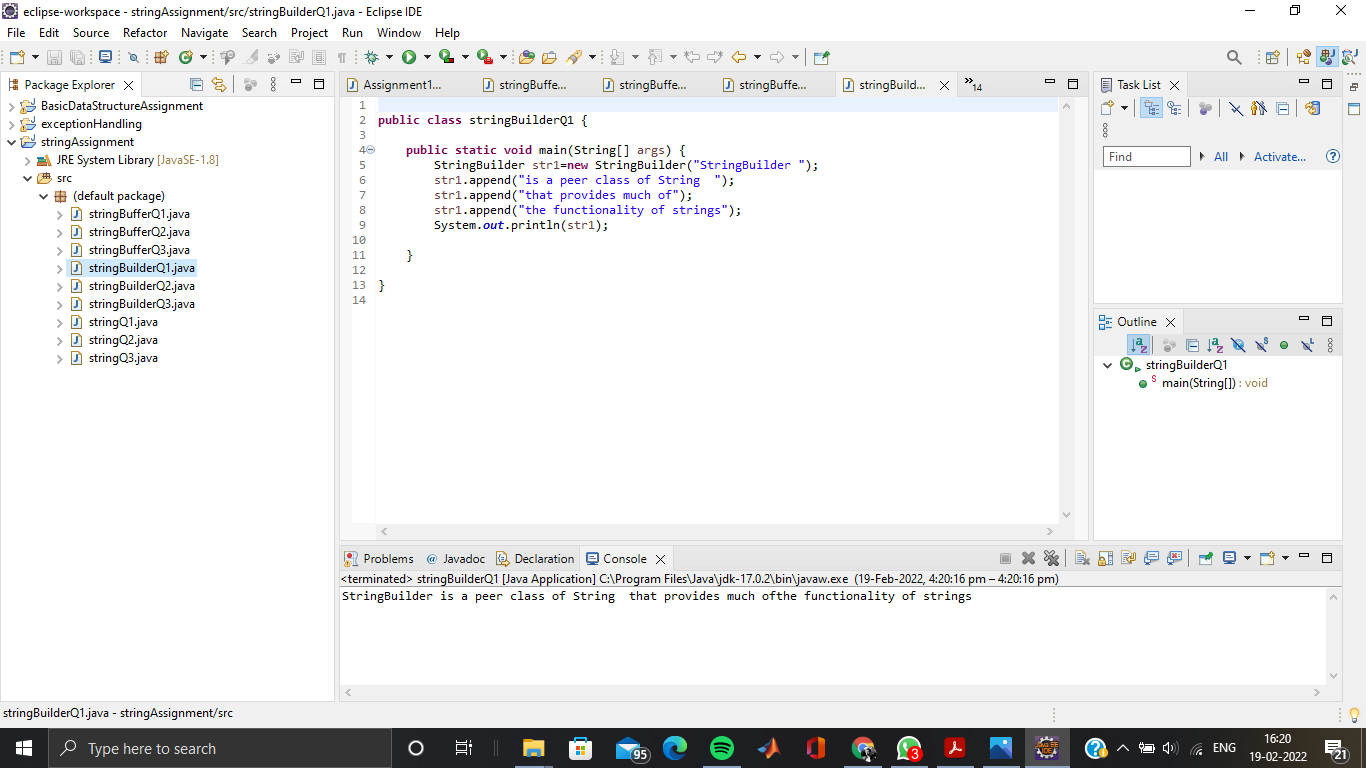 eclipse-workspace - stringAssignment/src/stringBuilderQ1.java - Eclipse IDE
File Edit Source Refactor Navigate Search Project Run Window Help
Package Explorer
BasicDataStructureAssignment
exceptionHandling
stringAssignment
JRE System Library [JavaSE-1.8]
src
(default package)
stringBufferQ1.java
stringBufferQ2.java
stringBufferQ3.java
stringBuilderQ1.java
stringBuilderQ2.java
stringBuilderQ3.java
stringQ1.java
stringQ2.java
stringQ3.java
Assignment1... stringBuffe... stringBuffe... stringBuffe... stringBuild... »14
1
2 public class stringBuilderQ1 {
3
4 public static void main(String[] args) {
5 StringBuilder str1=new StringBuilder("StringBuilder ");
6 str1.append("is a peer class of String  ");
7 str1.append("that provides much of");
8 str1.append("the functionality of strings");
9 System.out.println(str1);
10
11 }
12
13 }
14
Task List
Find All Activate...
Outline
stringBuilderQ1
main(String[]) : void
Problems @ Javadoc Declaration Console
<terminated> stringBuilderQ1 [Java Application] C:\Program Files\Java\jdk-17.0.2\bin\javaw.exe (19-Feb-2022, 4:20:16 pm – 4:20:16 pm)
StringBuilder is a peer class of String  that provides much ofthe functionality of strings
stringBuilderQ1.java - stringAssignment/src
Type here to search
95
3
ENG
16:20
19-02-2022
21